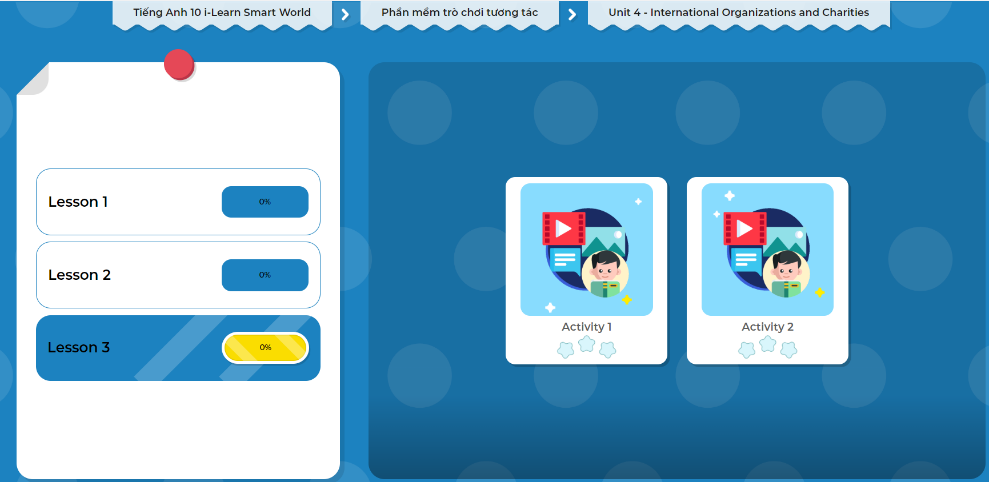 Tiếng Anh 10 i-Learn Smart World
Phần mềm trò chơi tương tác
Unit 4 - International Organizations and Charities
Lesson 1
0%
Lesson 2
0%
Lesson 3
0%
Activity 1
Activity 2